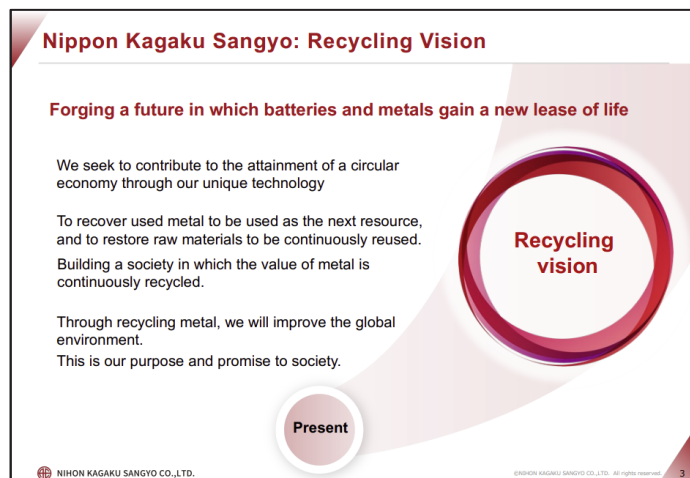 Nippon Kagaku Sangyo: Recycling Vision
Forging a future in which batteries and metals gain a new lease of life
We seek to contribute to the attainment of a circular
economy through our unique technology
To recover used metal to be used as the next resource,
and to restore raw materials to be continuously reused.
Building a society in which the value of metal is
continuously recycled.
Through recycling metal, we will improve the global
environment.
This is our purpose and promise to society.
Recycling
vision
Present
NIHON KAGAKU SANGYO CO.,LTD.
©NIHON KAGAKU SANGYO CO.,LTD. All rights reserved.
3